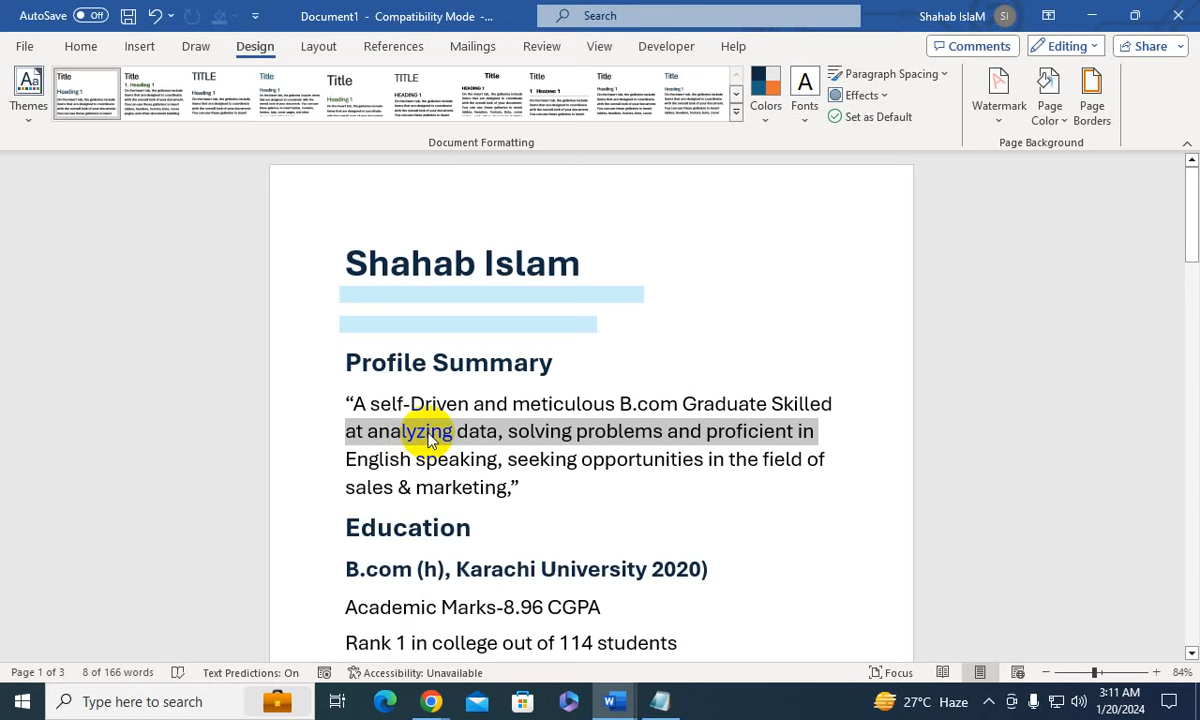 AutoSave Off Document1 - Compatibility Mode -... Search Shahab IslaM SI
File Home Insert Draw Design Layout References Mailings Review View Developer Help Comments Editing Share
Themes
Colors
Fonts
Paragraph Spacing
Effects
Set as Default
Watermark
Page Color
Page Borders
Document Formatting Page Background
Shahab Islam
Profile Summary
“A self-Driven and meticulous B.com Graduate Skilled
at analyzing data, solving problems and proficient in
English speaking, seeking opportunities in the field of
sales & marketing,”
Education
B.com (h), Karachi University 2020)
Academic Marks-8.96 CGPA
Rank 1 in college out of 114 students
Page 1 of 3 8 of 166 words Text Predictions: On Accessibility: Unavailable Focus 84%
Type here to search 27°C Haze 3:11 AM
1/20/2024